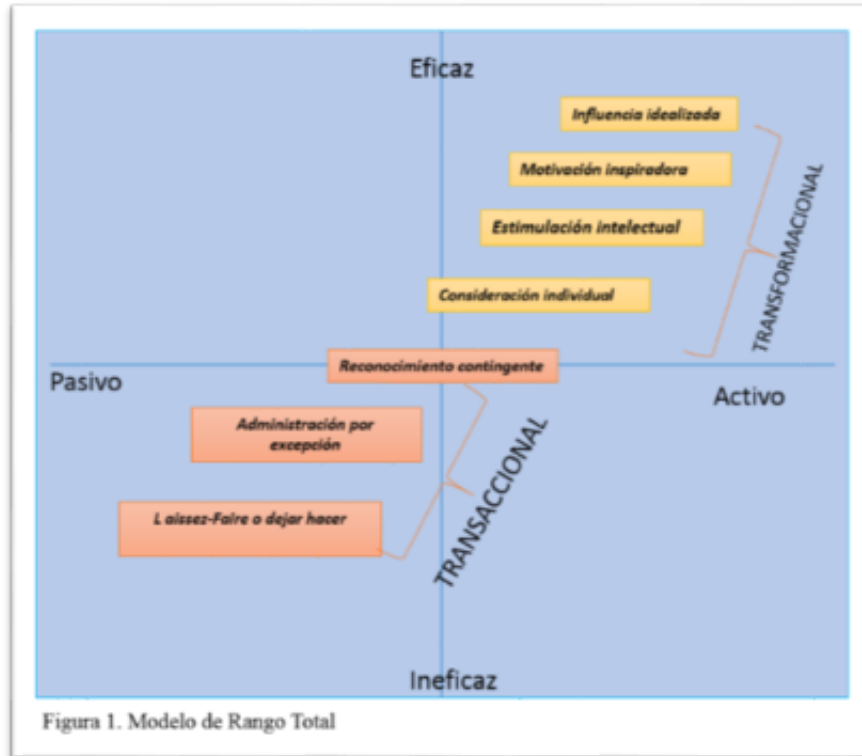 Eficaz
Influencia idealizada
Motivación inspiradora
Estimulación intelectual
Consideración individual
TRANSFORMACIONAL
Reconocimiento contingente
Pasivo
Activo
Administración por
excepción
L aissez-Faire o dejar hacer
TRANSACCIONAL
Ineficaz
Figura 1. Modelo de Rango Total